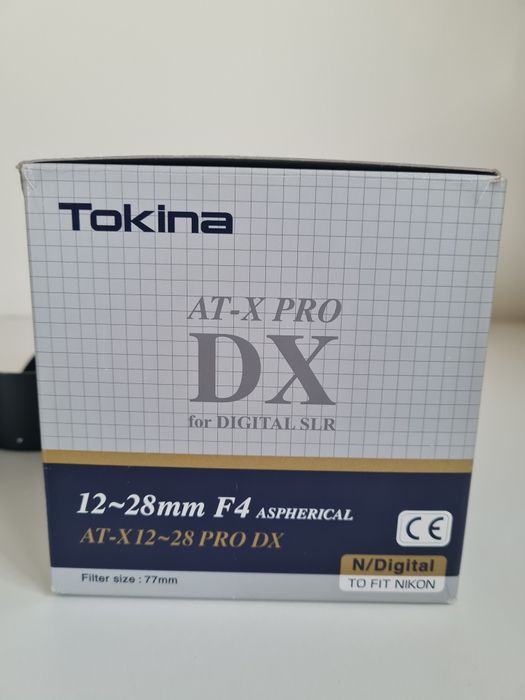 Tokina
AT-X PRO
DX
for DIGITAL SLR
12~28mm F4 ASPHERICAL
AT-X 12~28 PRO DX
CE
N/Digital
TO FIT NIKON
Filter size : 77mm